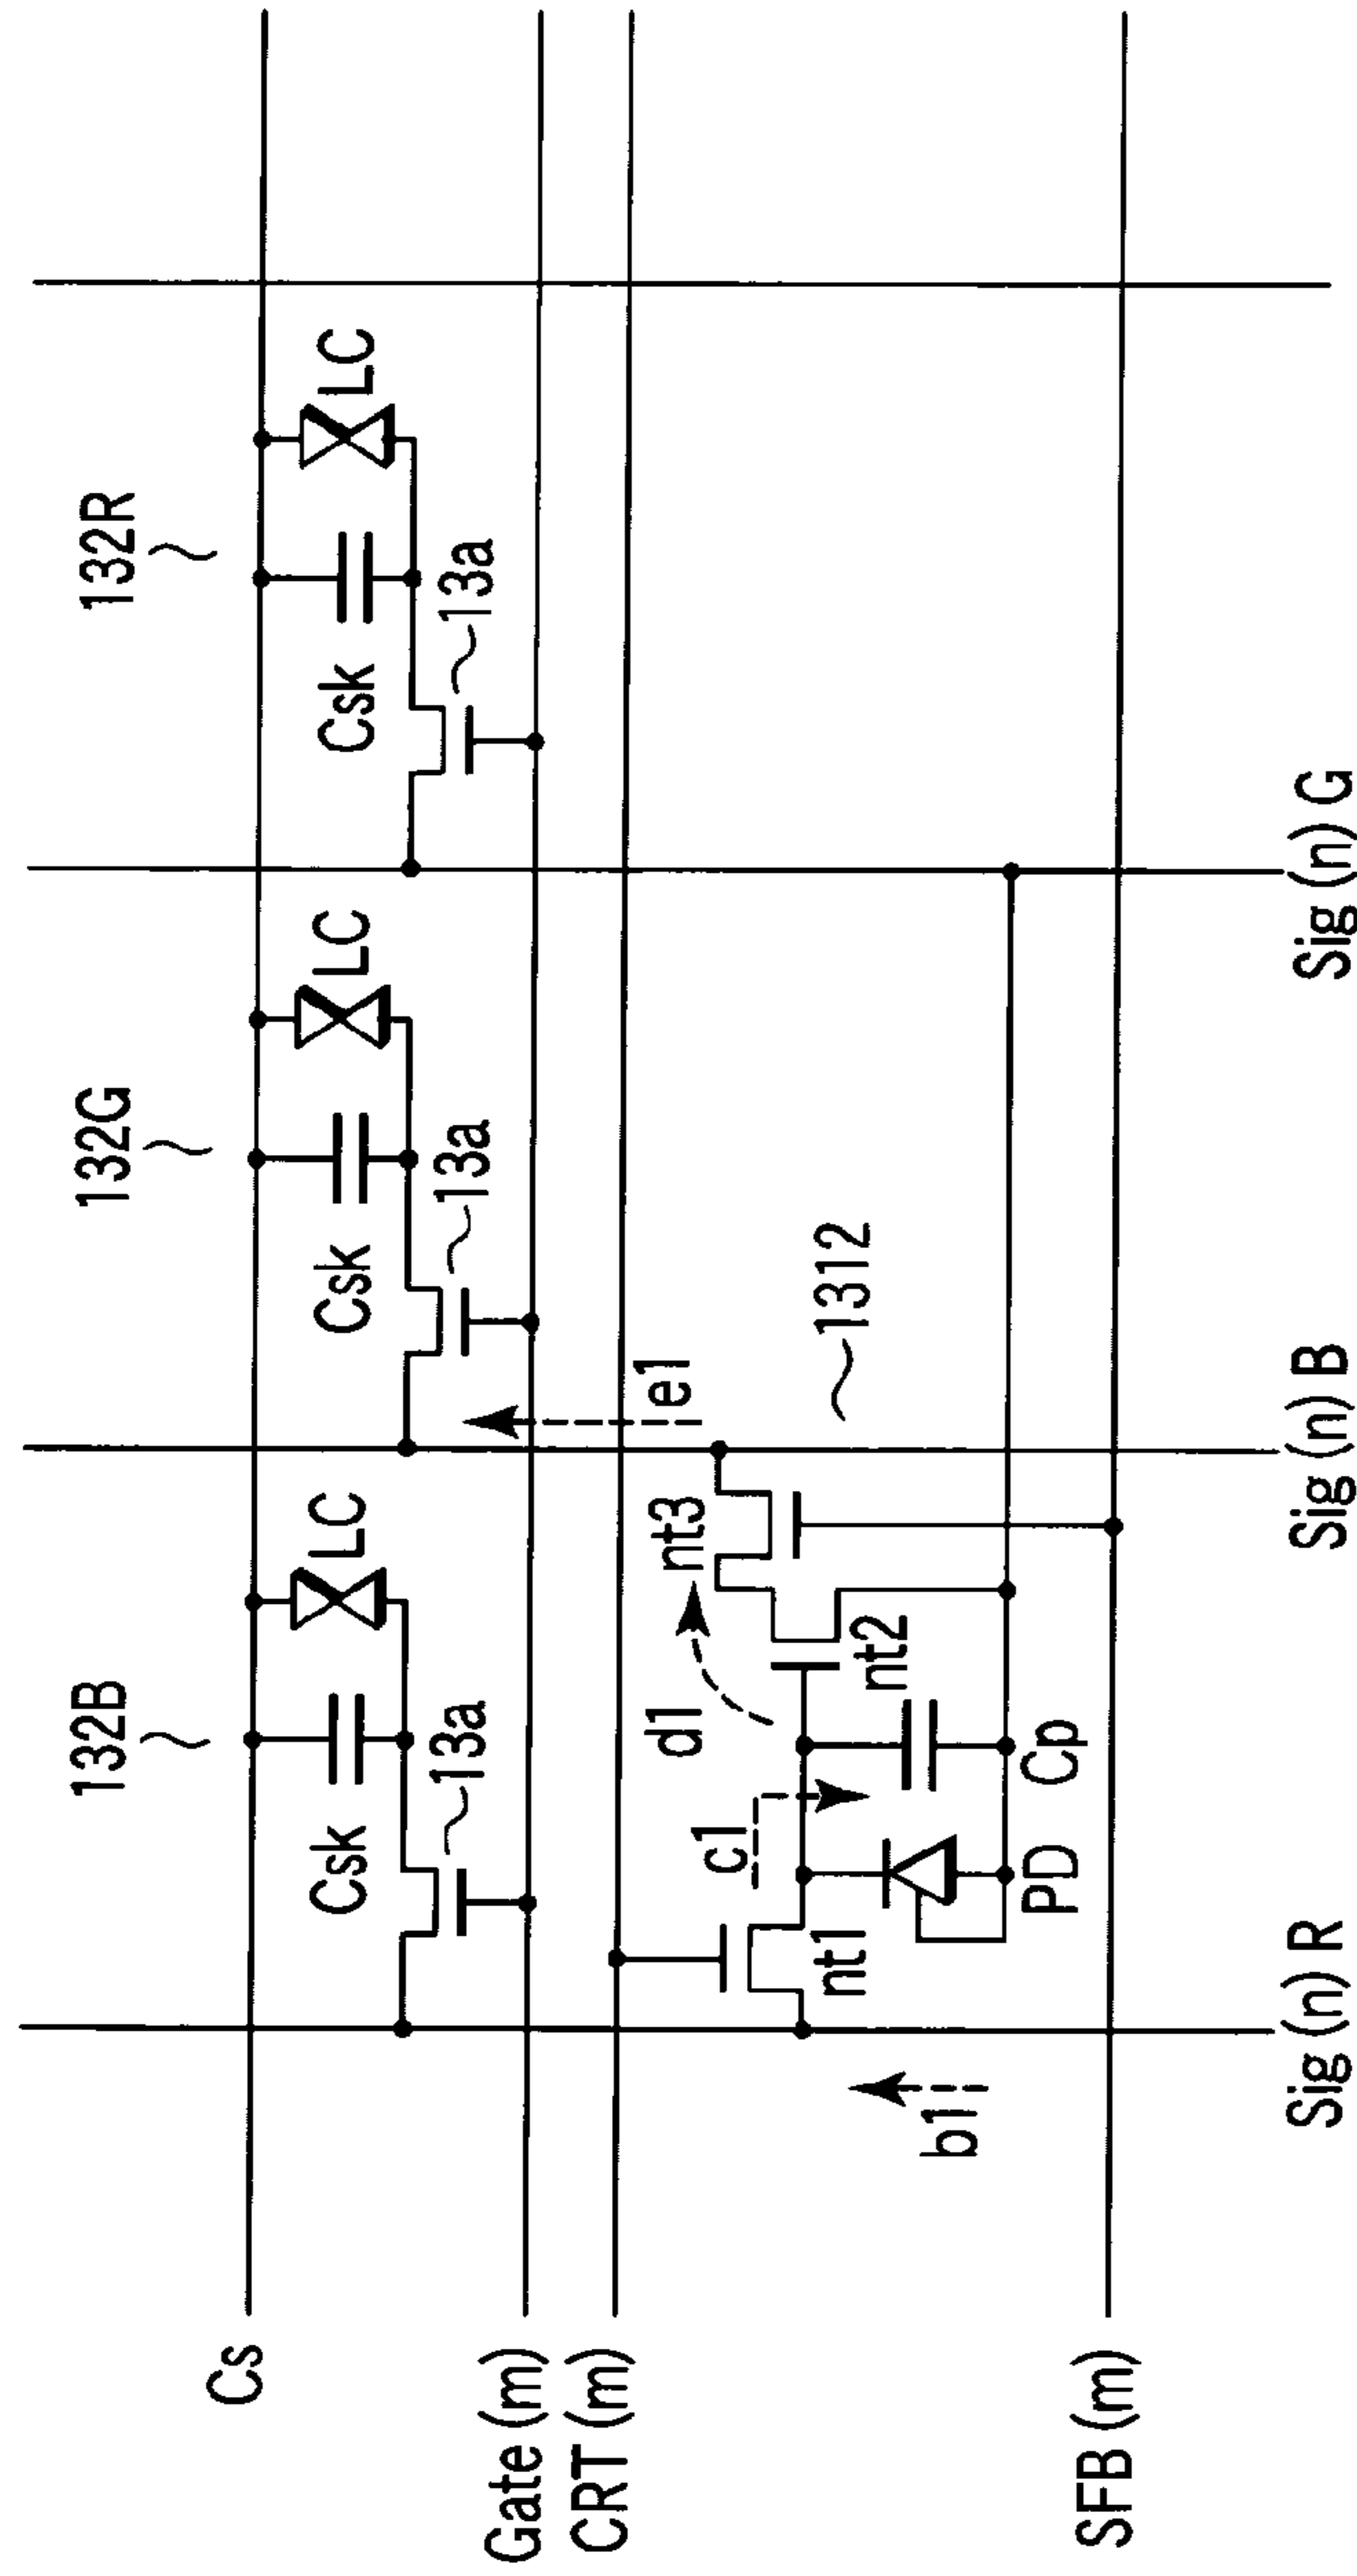 132B
132G
132R
Cs
Csk
LC
Csk
LC
Csk
LC
13a
13a
13a
Gate (m)
CRT (m)
e1
d1
nt3
c1
nt1
nt2
1312
b1
PD
Cp
SFB (m)
Sig (n) R
Sig (n) B
Sig (n) G